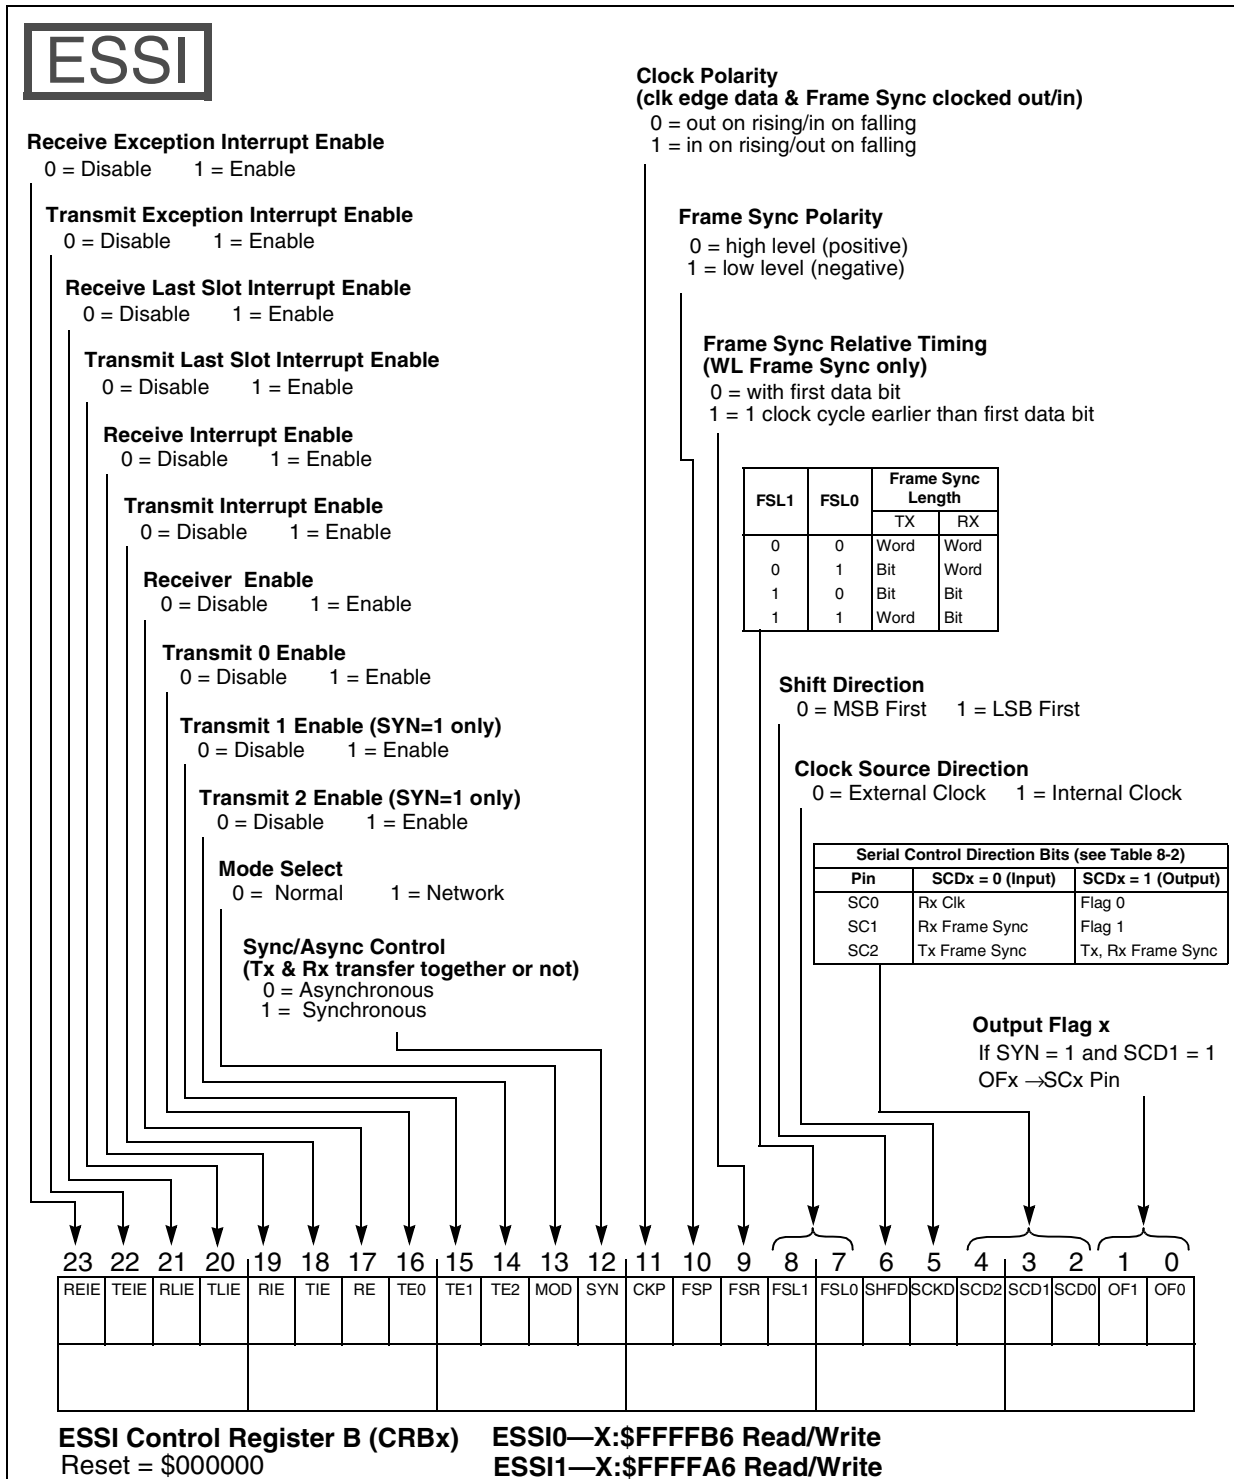 ESSI
Receive Exception Interrupt Enable
0 = Disable 1 = Enable
Transmit Exception Interrupt Enable
0 = Disable 1 = Enable
Receive Last Slot Interrupt Enable
0 = Disable 1 = Enable
Transmit Last Slot Interrupt Enable
0 = Disable 1 = Enable
Receive Interrupt Enable
0 = Disable 1 = Enable
Transmit Interrupt Enable
0 = Disable 1 = Enable
Receiver Enable
0 = Disable 1 = Enable
Transmit 0 Enable
0 = Disable 1 = Enable
Transmit 1 Enable (SYN=1 only)
0 = Disable 1 = Enable
Transmit 2 Enable (SYN=1 only)
0 = Disable 1 = Enable
Mode Select
0 = Normal 1 = Network
Sync/Async Control
(Tx & Rx transfer together or not)
0 = Asynchronous
1 = Synchronous
Clock Polarity
(clk edge data & Frame Sync clocked out/in)
0 = out on rising/in on falling
1 = in on rising/out on falling
Frame Sync Polarity
0 = high level (positive)
1 = low level (negative)
Frame Sync Relative Timing
(WL Frame Sync only)
0 = with first data bit
1 = 1 clock cycle earlier than first data bit
FSL1 FSL0 Frame Sync Length
TX RX
0 0 Word Word
0 1 Bit Word
1 0 Bit Bit
1 1 Word Bit
Shift Direction
0 = MSB First 1 = LSB First
Clock Source Direction
0 = External Clock 1 = Internal Clock
Serial Control Direction Bits (see Table 8-2)
Pin SCDx = 0 (Input) SCDx = 1 (Output)
SC0 Rx Clk Flag 0
SC1 Rx Frame Sync Flag 1
SC2 Tx Frame Sync Tx, Rx Frame Sync
Output Flag x
If SYN = 1 and SCD1 = 1
OFx →SCx Pin
23 22 21 20 19 18 17 16 15 14 13 12 11 10 9 8 7 6 5 4 3 2 1 0
REIE TEIE RLIE TLIE RIE TIE RE TE0 TE1 TE2 MOD SYN CKP FSP FSR FSL1 FSL0 SHFD SCKD SCD2 SCD1 SCD0 OF1 OF0
ESSI Control Register B (CRBx) ESSI0—X:$FFFFB6 Read/Write
Reset = $000000 ESSI1—X:$FFFFA6 Read/Write